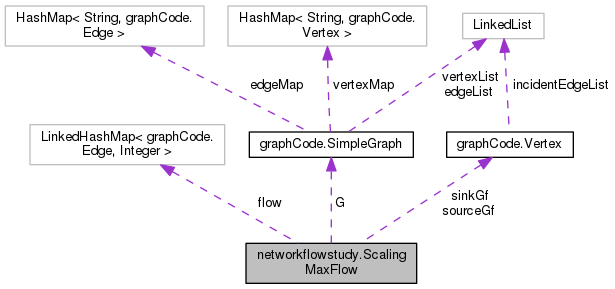 HashMap< String, graphCode.
Edge >
HashMap< String, graphCode.
Vertex >
LinkedList
edgeMap
vertexMap
vertexList
edgeList
incidentEdgeList
LinkedHashMap< graphCode.
Edge, Integer >
graphCode.SimpleGraph
graphCode.Vertex
flow
G
sinkGf
sourceGf
networkflowstudy.Scaling
MaxFlow